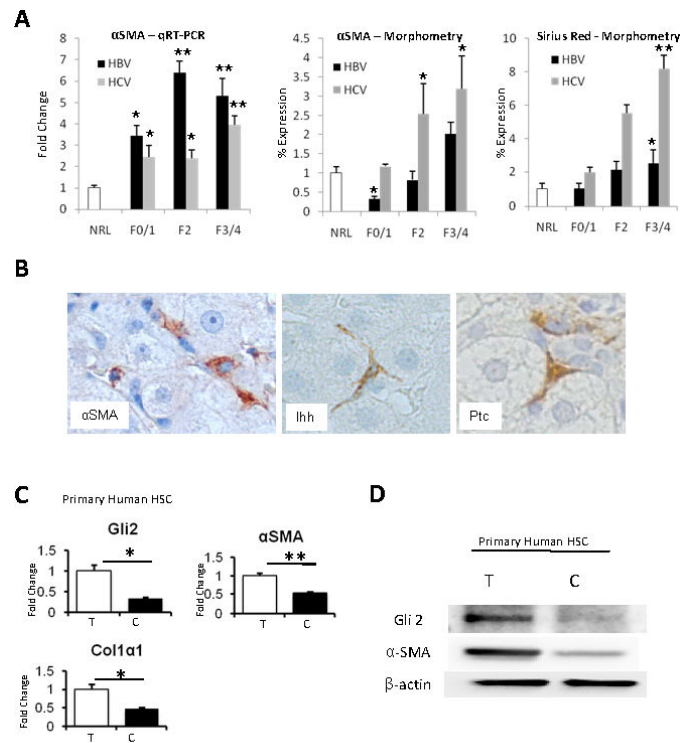 A
αSMA – qRT-PCR
8
7
6
5
4
3
2
1
0
Fold Change
HBV
HCV
*
*
**
*
**
**
NRL F0/1 F2 F3/4
αSMA – Morphometry
4.5
4
3.5
3
2.5
2
1.5
1
0.5
0
% Expression
HBV
HCV
*
*
*
NRL F0/1 F2 F3/4
Sirius Red - Morphometry
10
8
6
4
2
0
% Expression
HBV
HCV
*
**
NRL F0/1 F2 F3/4
B
αSMA
Ihh
Ptc
C
Primary Human HSC
Gli2
1.5
1
0.5
0
Fold Change
*
T C
αSMA
1.5
1
0.5
0
Fold Change
**
T C
Col1α1
1.5
1
0.5
0
Fold Change
*
T C
D
Primary Human HSC
T C
Gli 2
α-SMA
β-actin